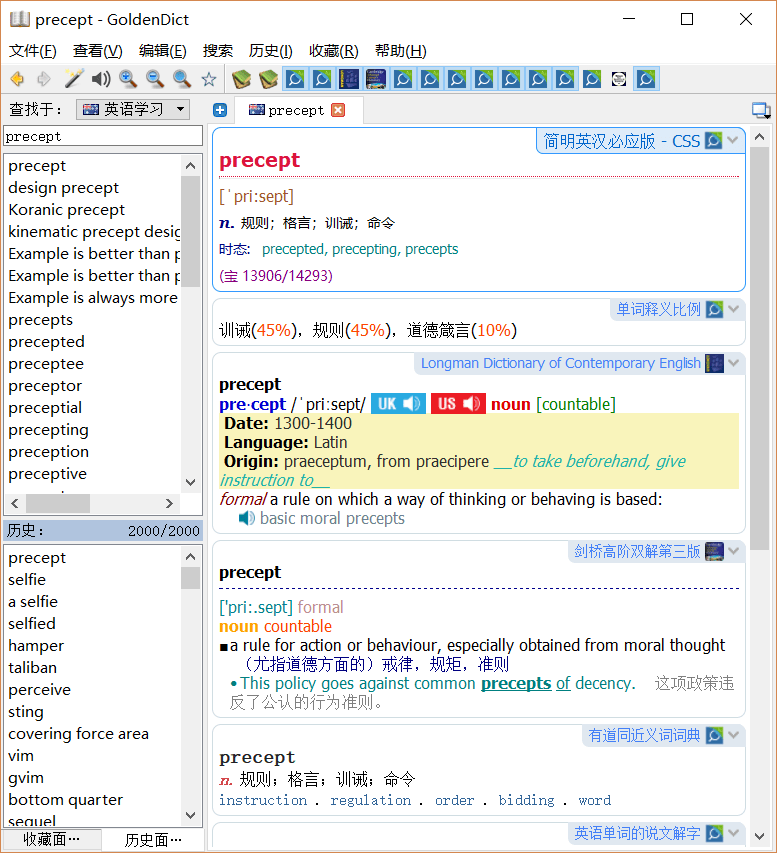 precept - GoldenDict
文件(F) 查看(V) 编辑(E) 搜索 历史(I) 收藏(R) 帮助(H)
查找于： 英语学习
precept
precept
precept
design precept
Koranic precept
kinematic precept desig
Example is better than p
Example is better than p
Example is always more
precepts
precepted
preceptee
preceptor
preceptial
precepting
preception
preceptive
历史： 2000/2000
precept
selfie
a selfie
selfied
hamper
taliban
perceive
sting
covering force area
vim
gvim
bottom quarter
sequel
收藏面… 历史面…
简明英汉必应版 - CSS
precept
[ˈpri:sept]
n. 规则；格言；训诫；命令
时态: precepted, precepting, precepts
(宝 13906/14293)
单词释义比例
训诫(45%)，规则(45%)，道德箴言(10%)
Longman Dictionary of Contemporary English
precept
pre·cept /ˈpriːsept/ UK US noun [countable]
Date: 1300-1400
Language: Latin
Origin: praeceptum, from praecipere __to take beforehand, give
instruction to__
formal a rule on which a way of thinking or behaving is based:
basic moral precepts
剑桥高阶双解第三版
precept
['pri:.sept] formal
noun countable
■a rule for action or behaviour, especially obtained from moral thought
（尤指道德方面的）戒律，规矩，准则
•This policy goes against common precepts of decency. 这项政策违
反了公认的行为准则。
有道同近义词词典
precept
n. 规则；格言；训诫；命令
instruction . regulation . order . bidding . word
英语单词的说文解字